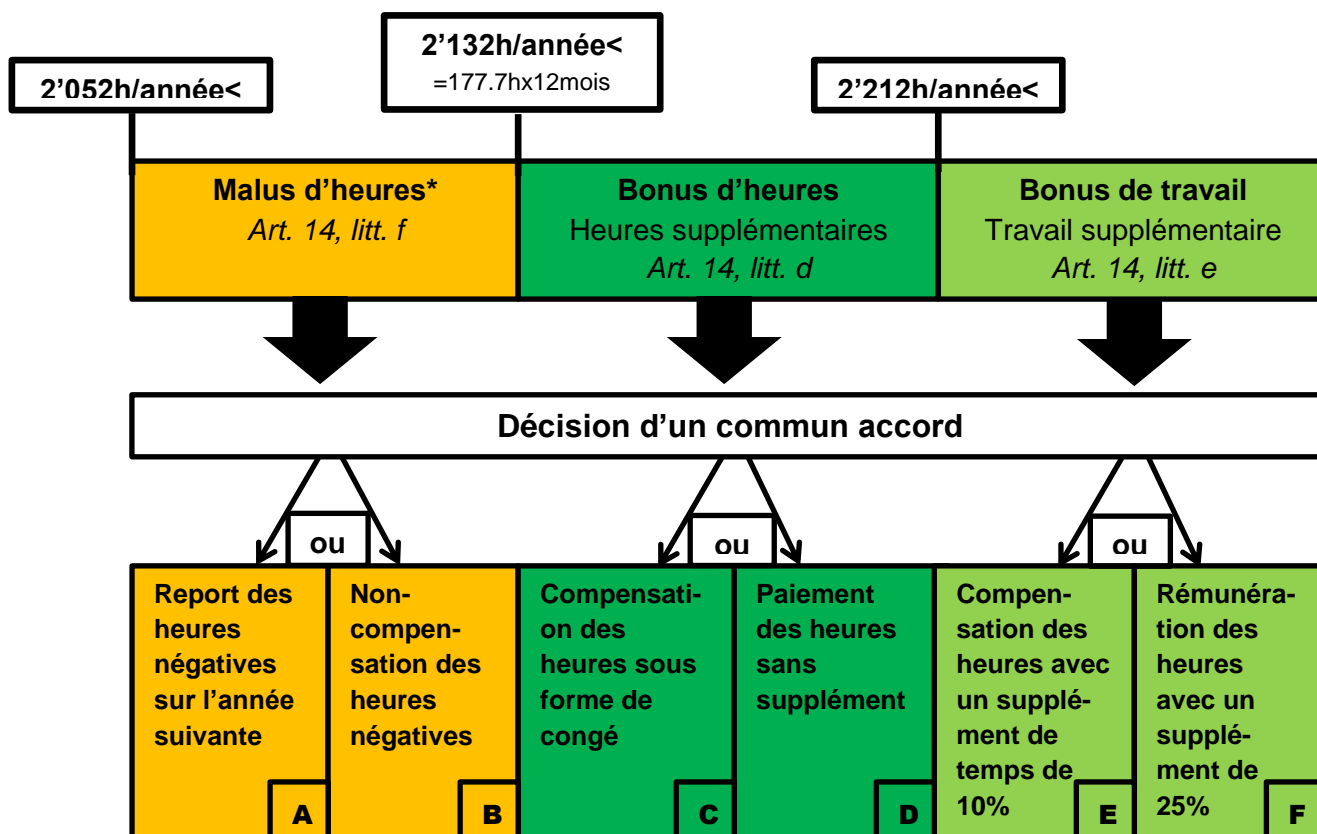 2’132h/année<
=177.7hx12mois
2’052h/année<
2’212h/année<
Malus d’heures*
Art. 14, litt. f
Bonus d’heures
Heures supplémentaires
Art. 14, litt. d
Bonus de travail
Travail supplémentaire
Art. 14, litt. e
Décision d’un commun accord
ou
ou
ou
Report des
heures
négatives
sur l’année
suivante
A
Non-
compen-
sation des
heures
négatives
B
Compensati-
on des
heures sous
forme de
congé
C
Paiement
des heures
sans
supplément
D
Compen-
sation des
heures avec
un supplé-
ment de
temps de
10%
E
Rémunéra-
tion des
heures
avec un
supplé-
ment de
25%
F